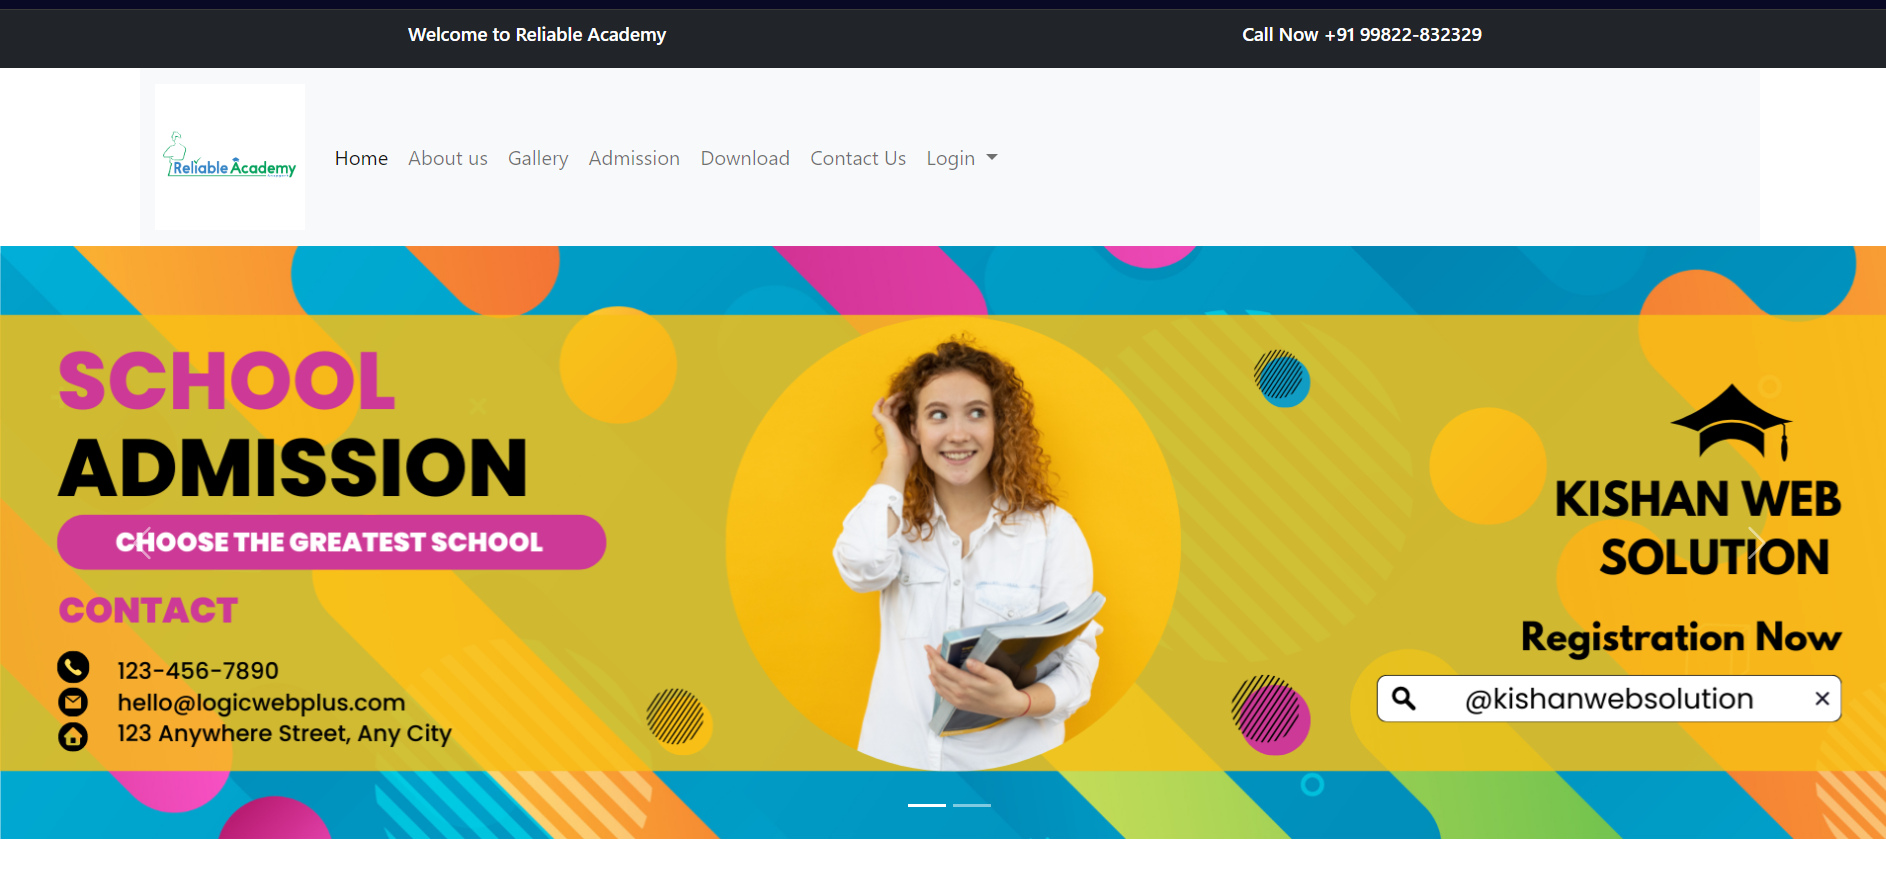 Welcome to Reliable Academy
Call Now +91 99822-832329
Reliable Academy
Home About us Gallery Admission Download Contact Us Login
SCHOOL
ADMISSION
CHOOSE THE GREATEST SCHOOL
CONTACT
123-456-7890
hello@logicwebplus.com
123 Anywhere Street, Any City
KISHAN WEB
SOLUTION
Registration Now
@kishanwebsolution